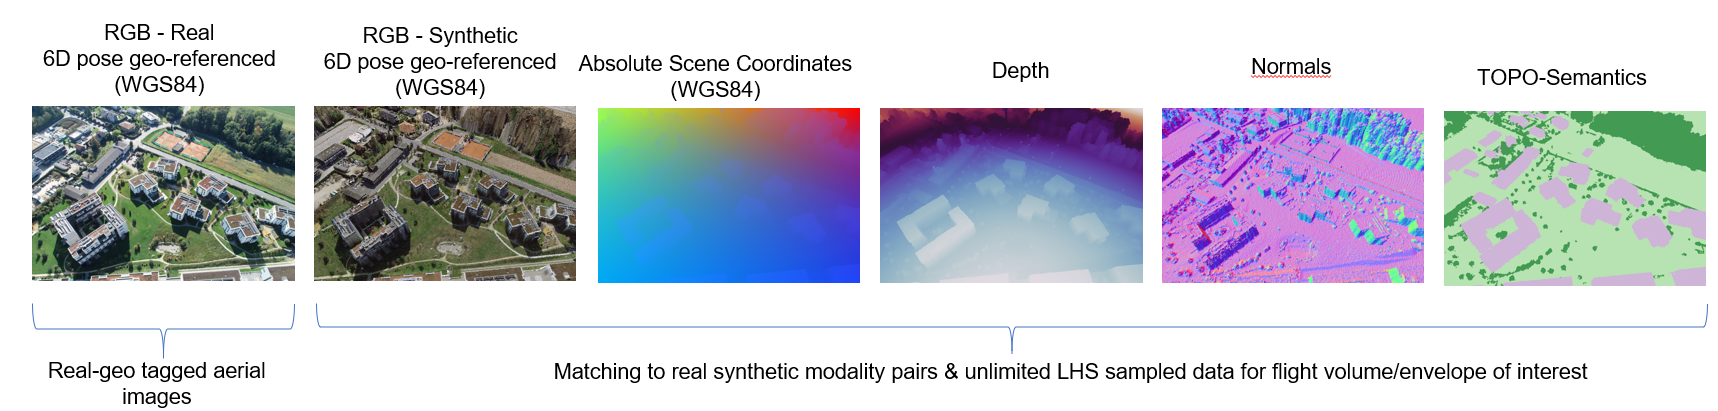 RGB - Real
6D pose geo-referenced
(WGS84)
RGB - Synthetic
6D pose geo-referenced
(WGS84)
Absolute Scene Coordinates
(WGS84)
Depth
Normals
TOPO-Semantics
Real-geo tagged aerial
images
Matching to real synthetic modality pairs & unlimited LHS sampled data for flight volume/envelope of interest